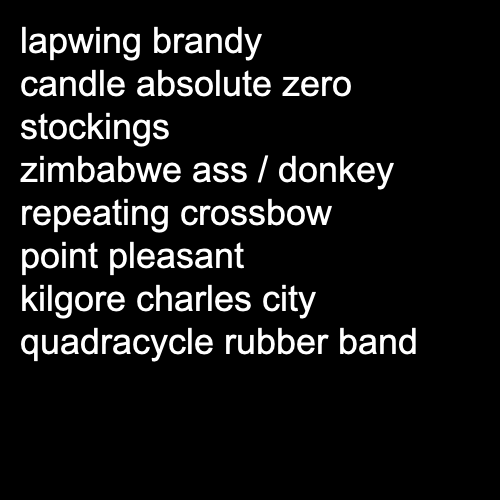 lapwing brandy
candle absolute zero
stockings
zimbabwe ass / donkey
repeating crossbow
point pleasant
kilgore charles city
quadracycle rubber band